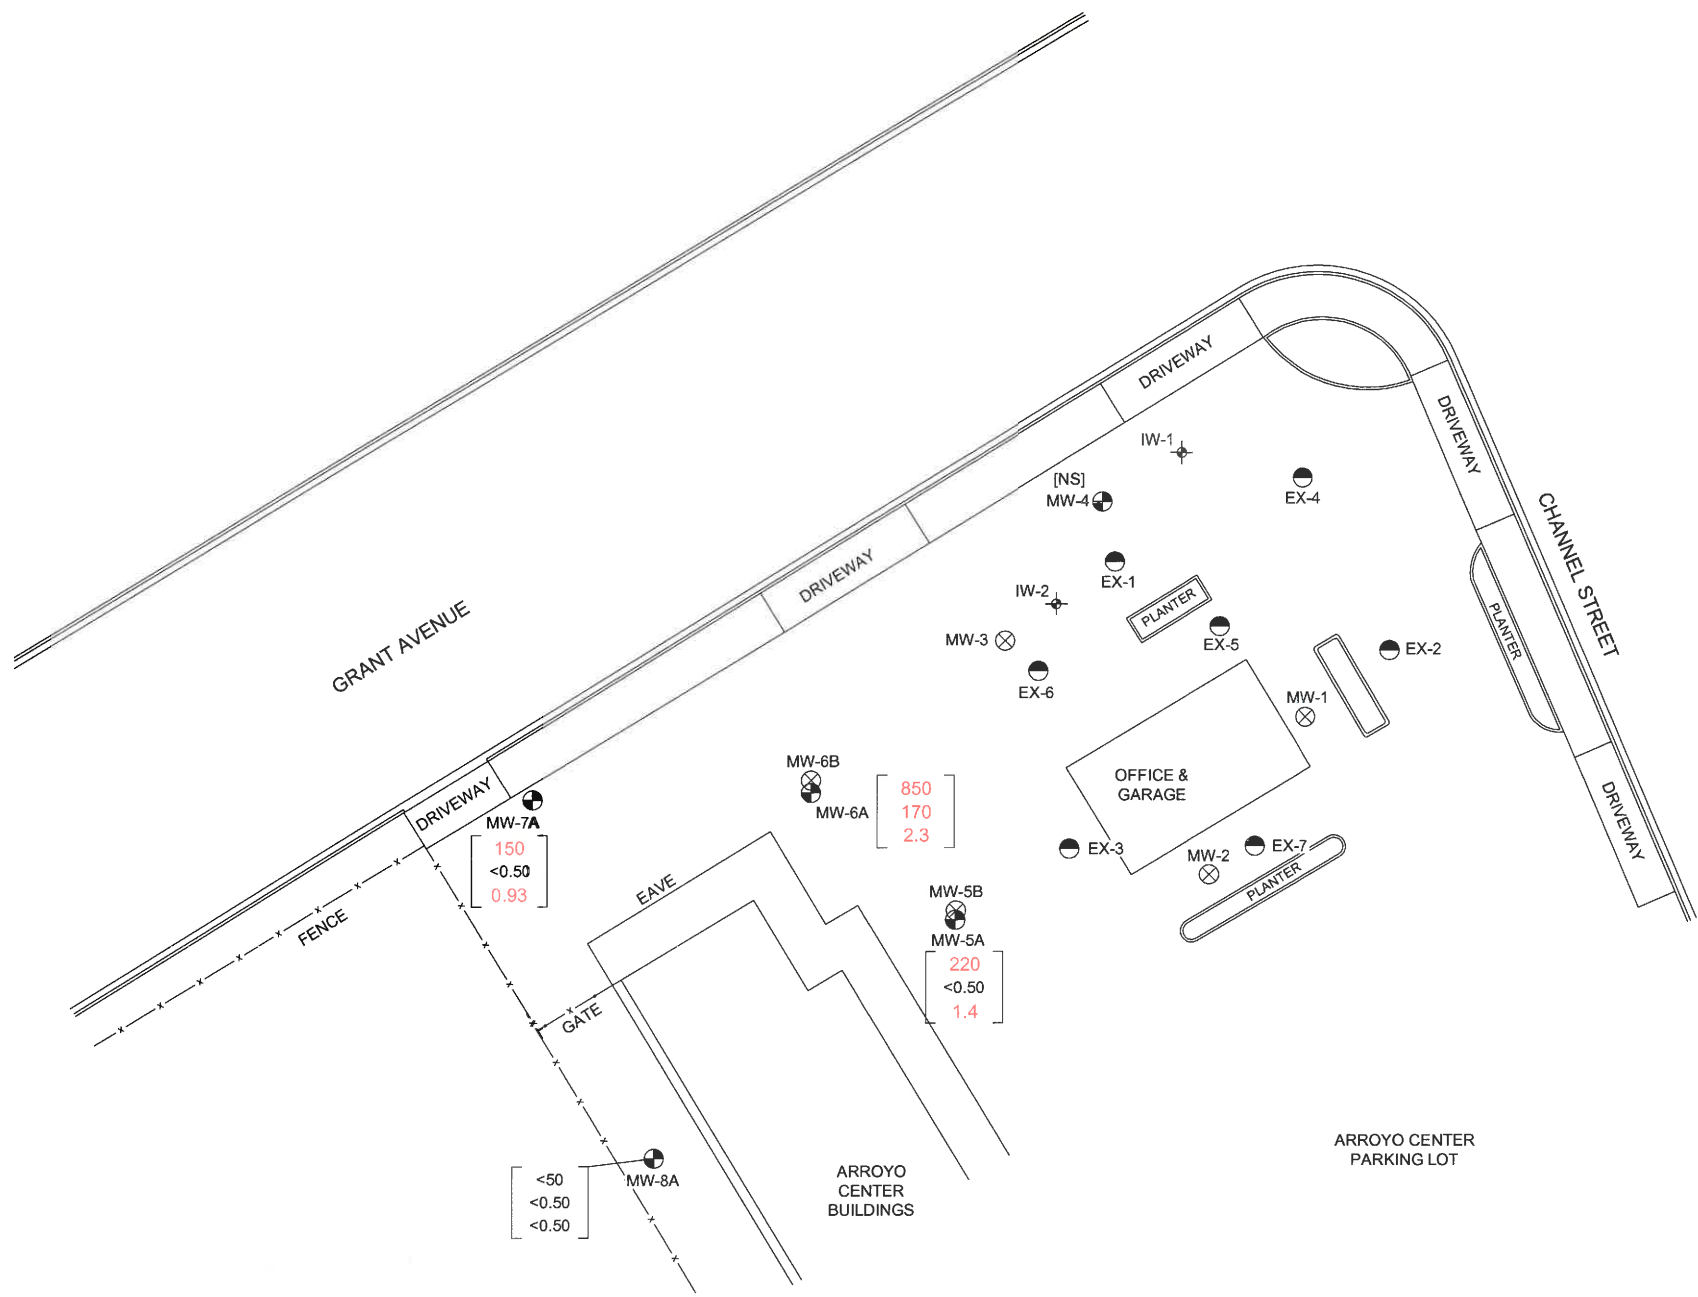 GRANT AVENUE
DRIVEWAY
DRIVEWAY
CHANNEL STREET
IW-1
[NS]
MW-4
EX-4
EX-1
DRIVEWAY
IW-2
PLANTER
PLANTER
MW-3
EX-5
EX-2
EX-6
MW-1
OFFICE &
GARAGE
DRIVEWAY
MW-6B
MW-6A
850
170
2.3
DRIVEWAY
MW-7A
150
<0.50
0.93
EX-3
EX-7
MW-2
PLANTER
EAVE
FENCE
MW-5B
MW-5A
220
<0.50
1.4
GATE
MW-8A
<50
<0.50
<0.50
ARROYO
CENTER
BUILDINGS
ARROYO CENTER
PARKING LOT